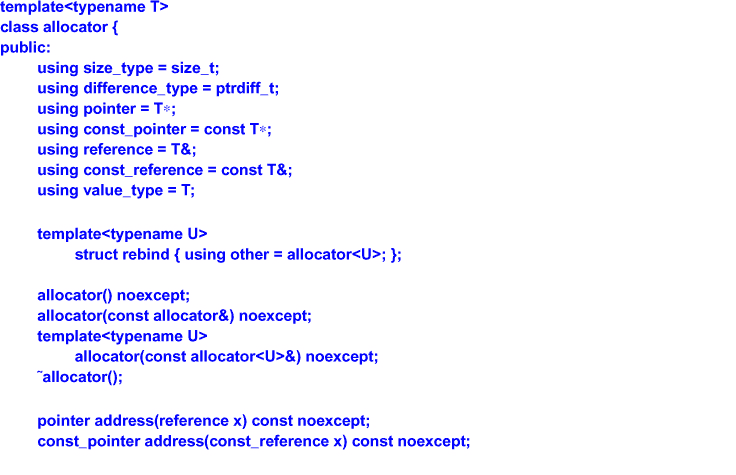 template<typename T>
class allocator {
public:
using size_type = size_t;
using difference_type = ptrdiff_t;
using pointer = T∗;
using const_pointer = const T∗;
using reference = T&;
using const_reference = const T&;
using value_type = T;
template<typename U>
struct rebind { using other = allocator<U>; };
allocator() noexcept;
allocator(const allocator&) noexcept;
template<typename U>
allocator(const allocator<U>&) noexcept;
˜allocator();
pointer address(reference x) const noexcept;
const_pointer address(const_reference x) const noexcept;